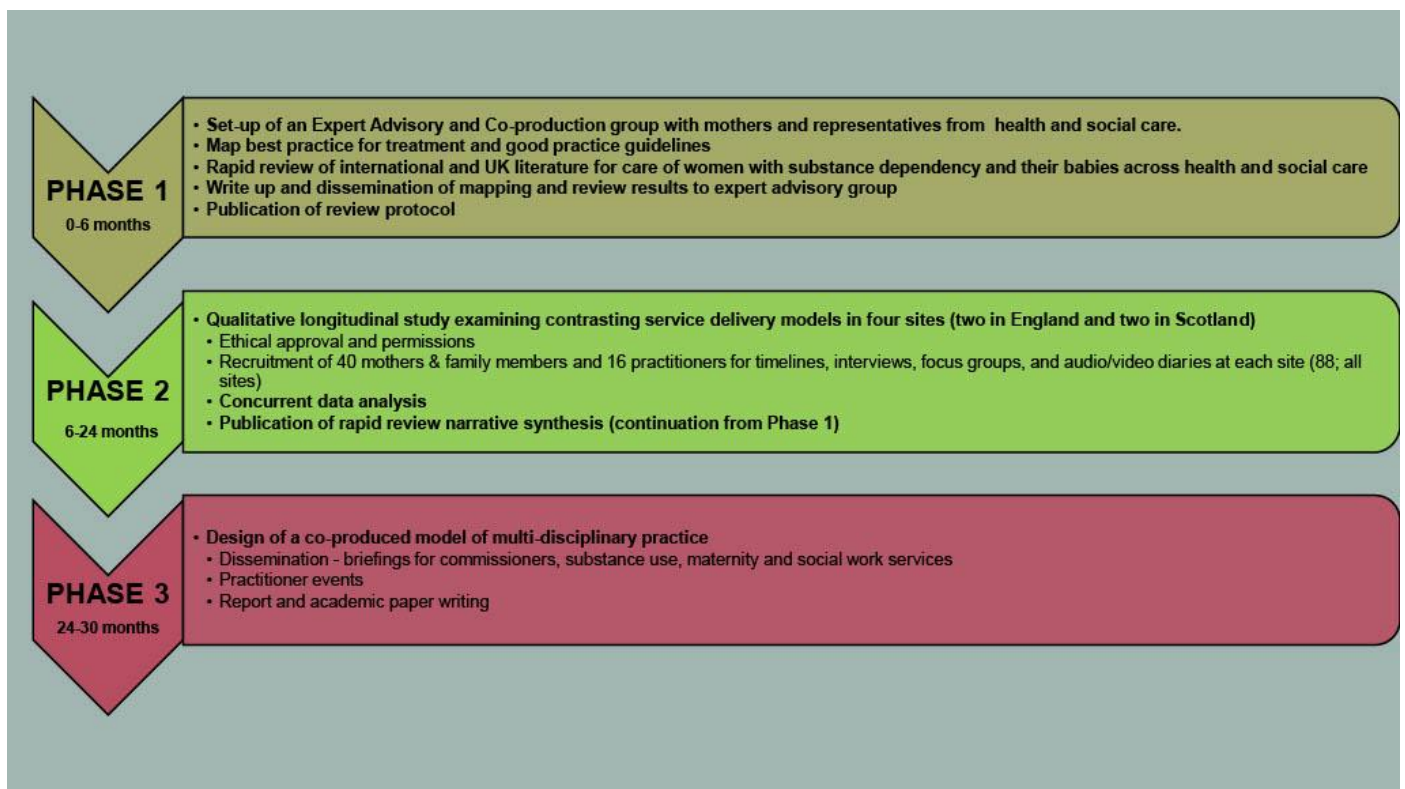 PHASE 1
0-6 months
• Set-up of an Expert Advisory and Co-production group with mothers and representatives from health and social care.
• Map best practice for treatment and good practice guidelines
• Rapid review of international and UK literature for care of women with substance dependency and their babies across health and social care
• Write up and dissemination of mapping and review results to expert advisory group
• Publication of review protocol
PHASE 2
6-24 months
• Qualitative longitudinal study examining contrasting service delivery models in four sites (two in England and two in Scotland)
• Ethical approval and permissions
• Recruitment of 40 mothers & family members and 16 practitioners for timelines, interviews, focus groups, and audio/video diaries at each site (88; all
sites)
• Concurrent data analysis
• Publication of rapid review narrative synthesis (continuation from Phase 1)
PHASE 3
24-30 months
• Design of a co-produced model of multi-disciplinary practice
• Dissemination - briefings for commissioners, substance use, maternity and social work services
• Practitioner events
• Report and academic paper writing